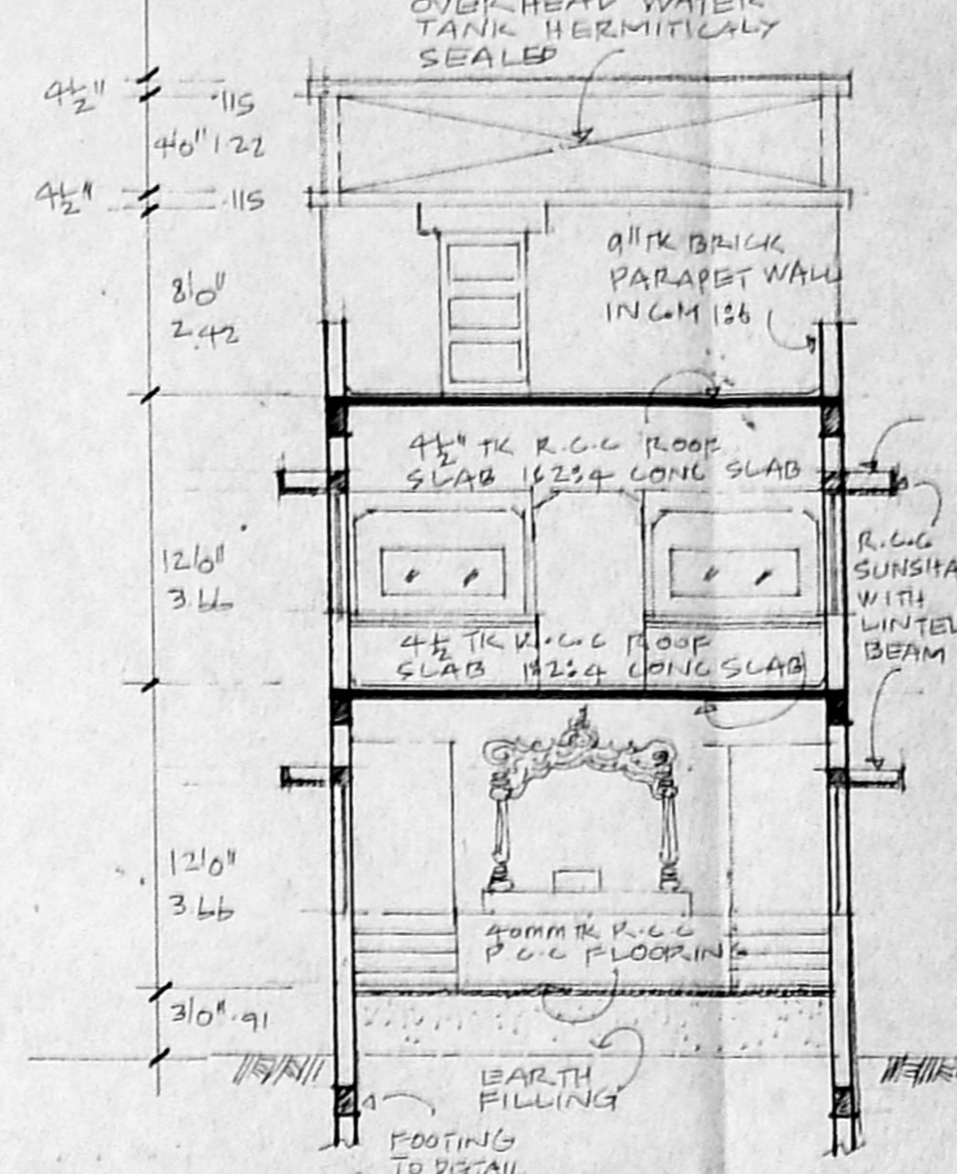 OVERHEAD WATER
TANK HERMITICALY
SEALED
4½" .115
4'0" 1.22
4½" .115
9" TK BRICK
PARAPET WALL
IN C.M 1:6
8'0"
2.42
4½" TK R.C.C ROOF
SLAB 1:2:4 CONC SLAB
R.C.C
SUNSHA
WITH
LINTEL
BEAM
12'0"
3.66
4½ TK R.C.C ROOF
SLAB 1:2:4 CONC SLAB
12'0"
3.66
40mm TK R.C.C
P.C.C FLOORING
3'0" .91
EARTH
FILLING
FOOTING
TO DETAIL